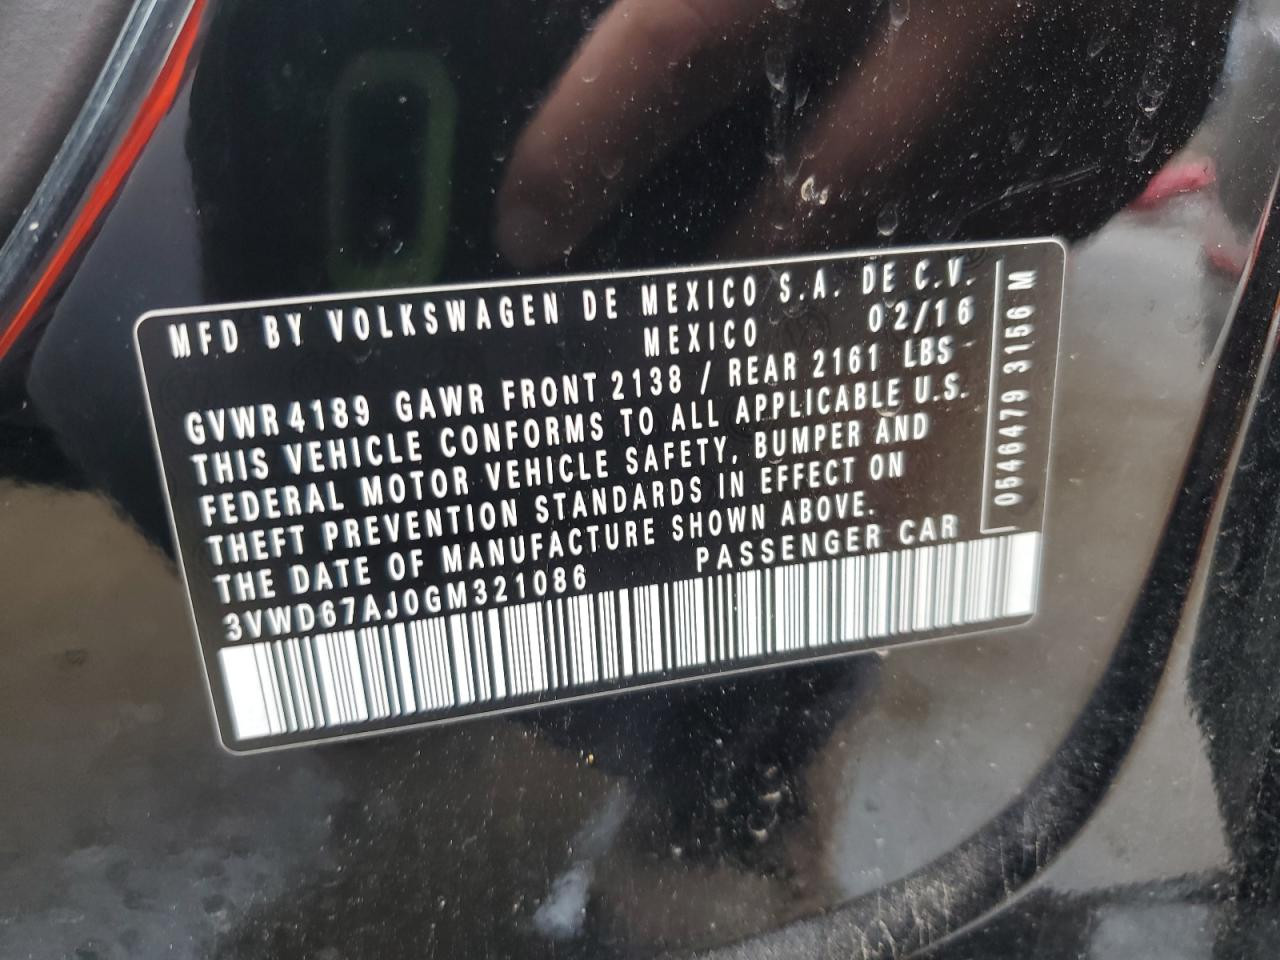 MFD BY VOLKSWAGEN DE MEXICO S.A. DE C.V.
MEXICO 02/16
GVWR 4189 GAWR FRONT 2138 / REAR 2161 LBS
THIS VEHICLE CONFORMS TO ALL APPLICABLE U.S.
FEDERAL MOTOR VEHICLE SAFETY, BUMPER AND
THEFT PREVENTION STANDARDS IN EFFECT ON
THE DATE OF MANUFACTURE SHOWN ABOVE.
3VWD67AJ0GM321086 PASSENGER CAR
0546479 3156 M